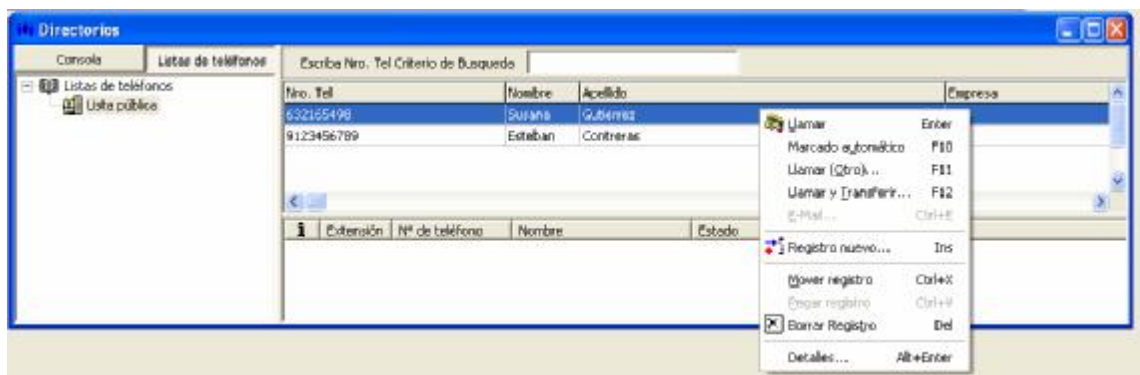 Directorios
Consola Listas de teléfonos Escriba Nro. Tel Criterio de Busqueda
Listas de teléfonos
Lista pública
Nro. Tel Nombre Apellido Empresa
632165498 Susana Gutierrez
9123456789 Esteban Contreras
Llamar Enter
Marcado automático F10
Llamar (Otro)... F11
Llamar y Transferir... F12
E-Mail... Ctrl+E
i Extensión Nº de teléfono Nombre Estado
Registro nuevo... Ins
Mover registro Ctrl+X
Pegar registro Ctrl+V
Borrar Registro Del
Detalles... Alt+Enter